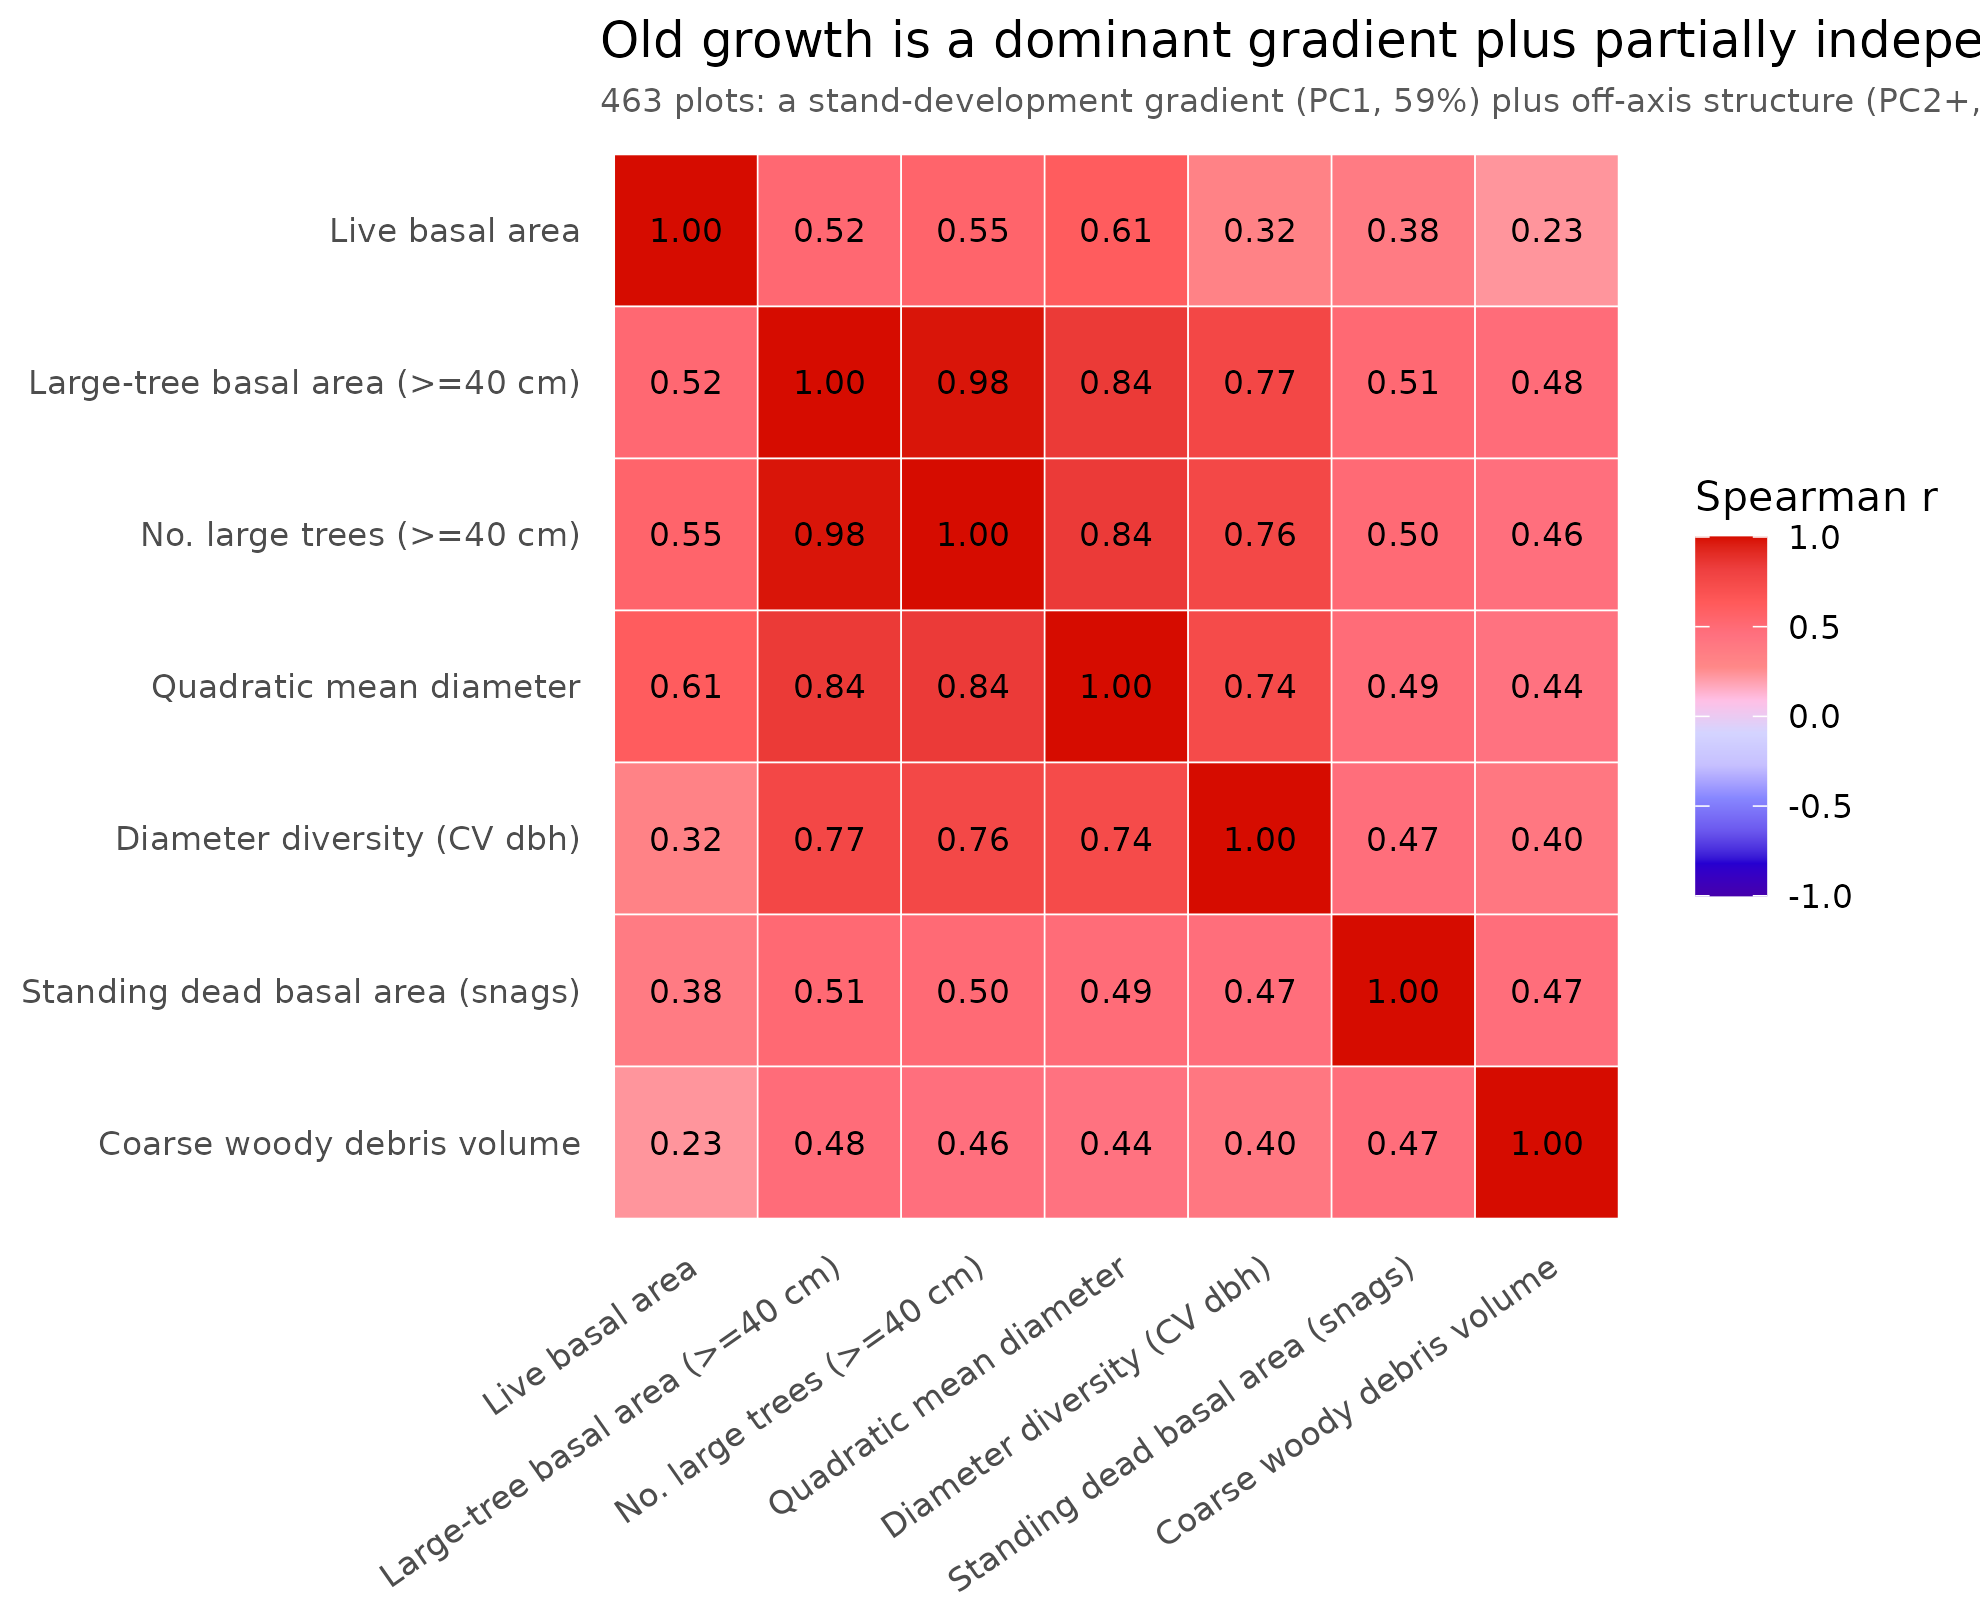 Old growth is a dominant gradient plus partially indepe
463 plots: a stand-development gradient (PC1, 59%) plus off-axis structure (PC2+,
Live basal area 1.00 0.52 0.55 0.61 0.32 0.38 0.23
Large-tree basal area (>=40 cm) 0.52 1.00 0.98 0.84 0.77 0.51 0.48
No. large trees (>=40 cm) 0.55 0.98 1.00 0.84 0.76 0.50 0.46
Quadratic mean diameter 0.61 0.84 0.84 1.00 0.74 0.49 0.44
Diameter diversity (CV dbh) 0.32 0.77 0.76 0.74 1.00 0.47 0.40
Standing dead basal area (snags) 0.38 0.51 0.50 0.49 0.47 1.00 0.47
Coarse woody debris volume 0.23 0.48 0.46 0.44 0.40 0.47 1.00
Live basal area
Large-tree basal area (>=40 cm)
No. large trees (>=40 cm)
Quadratic mean diameter
Diameter diversity (CV dbh)
Standing dead basal area (snags)
Coarse woody debris volume
Spearman r
1.0
0.5
0.0
-0.5
-1.0